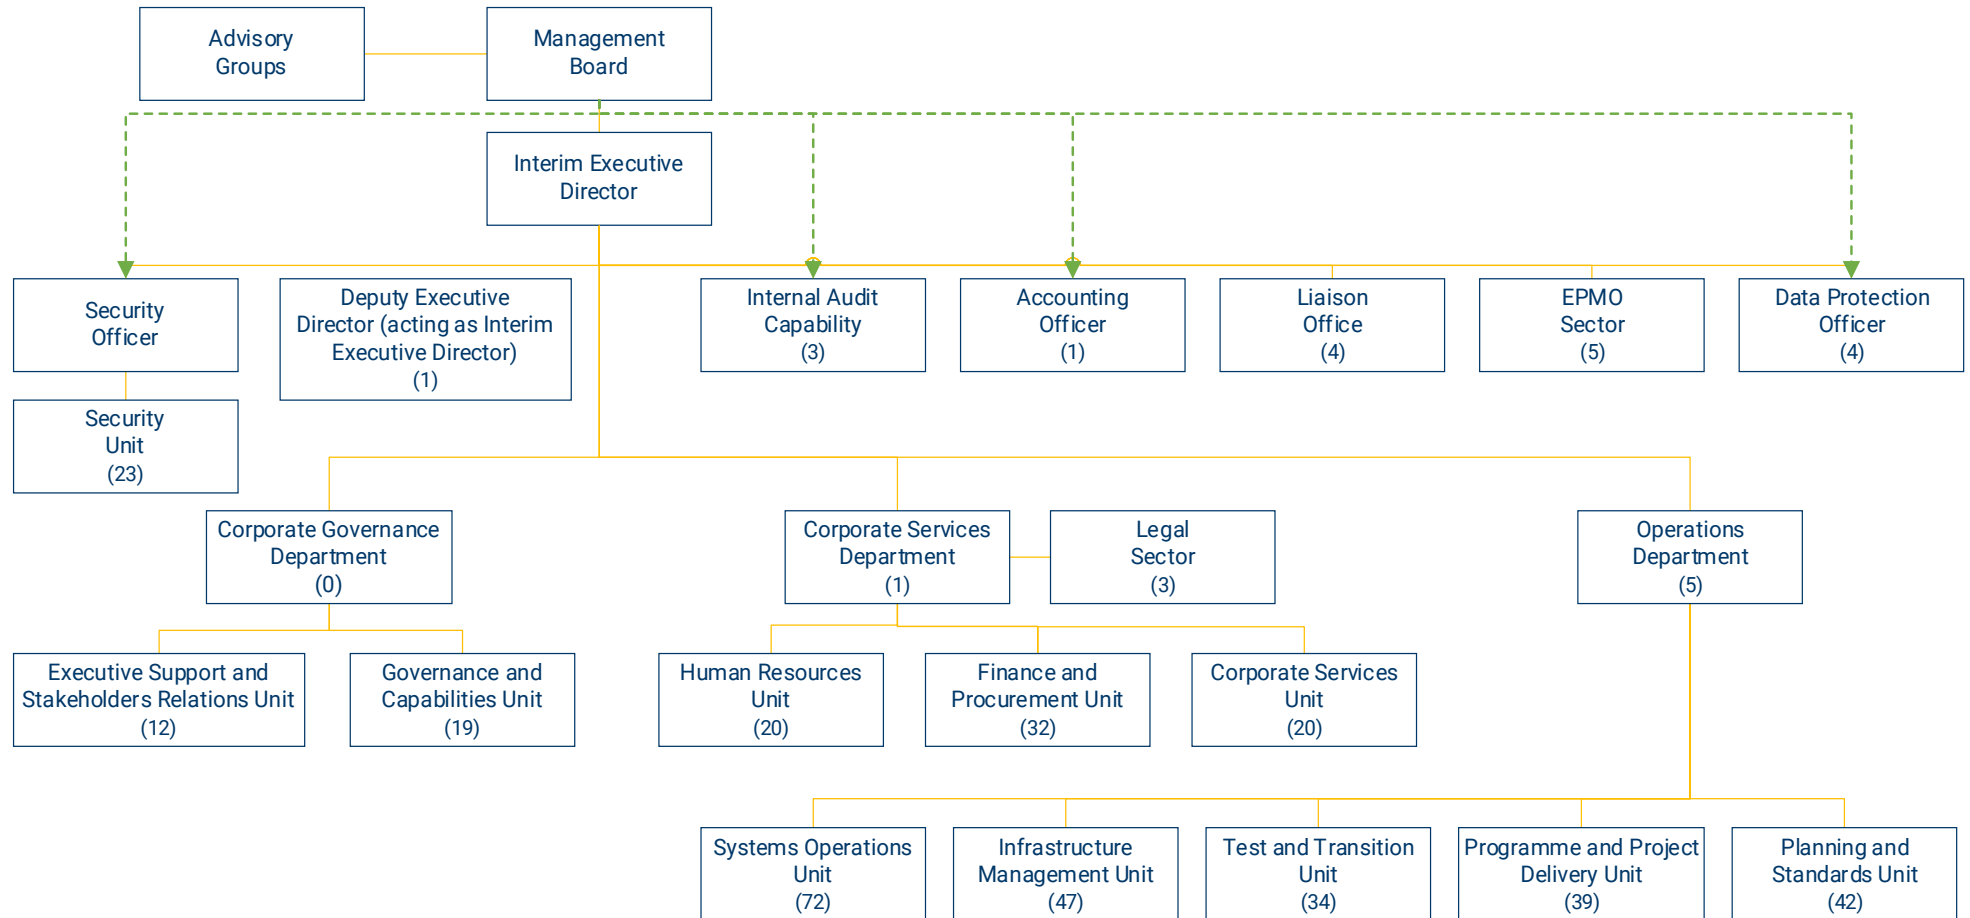 Advisory
Groups
Management
Board
Interim Executive
Director
Security
Officer
Deputy Executive
Director (acting as Interim
Executive Director)
(1)
Internal Audit
Capability
(3)
Accounting
Officer
(1)
Liaison
Office
(4)
EPMO
Sector
(5)
Data Protection
Officer
(4)
Security
Unit
(23)
Corporate Governance
Department
(0)
Corporate Services
Department
(1)
Legal
Sector
(3)
Operations
Department
(5)
Executive Support and
Stakeholders Relations Unit
(12)
Governance and
Capabilities Unit
(19)
Human Resources
Unit
(20)
Finance and
Procurement Unit
(32)
Corporate Services
Unit
(20)
Systems Operations
Unit
(72)
Infrastructure
Management Unit
(47)
Test and Transition
Unit
(34)
Programme and Project
Delivery Unit
(39)
Planning and
Standards Unit
(42)